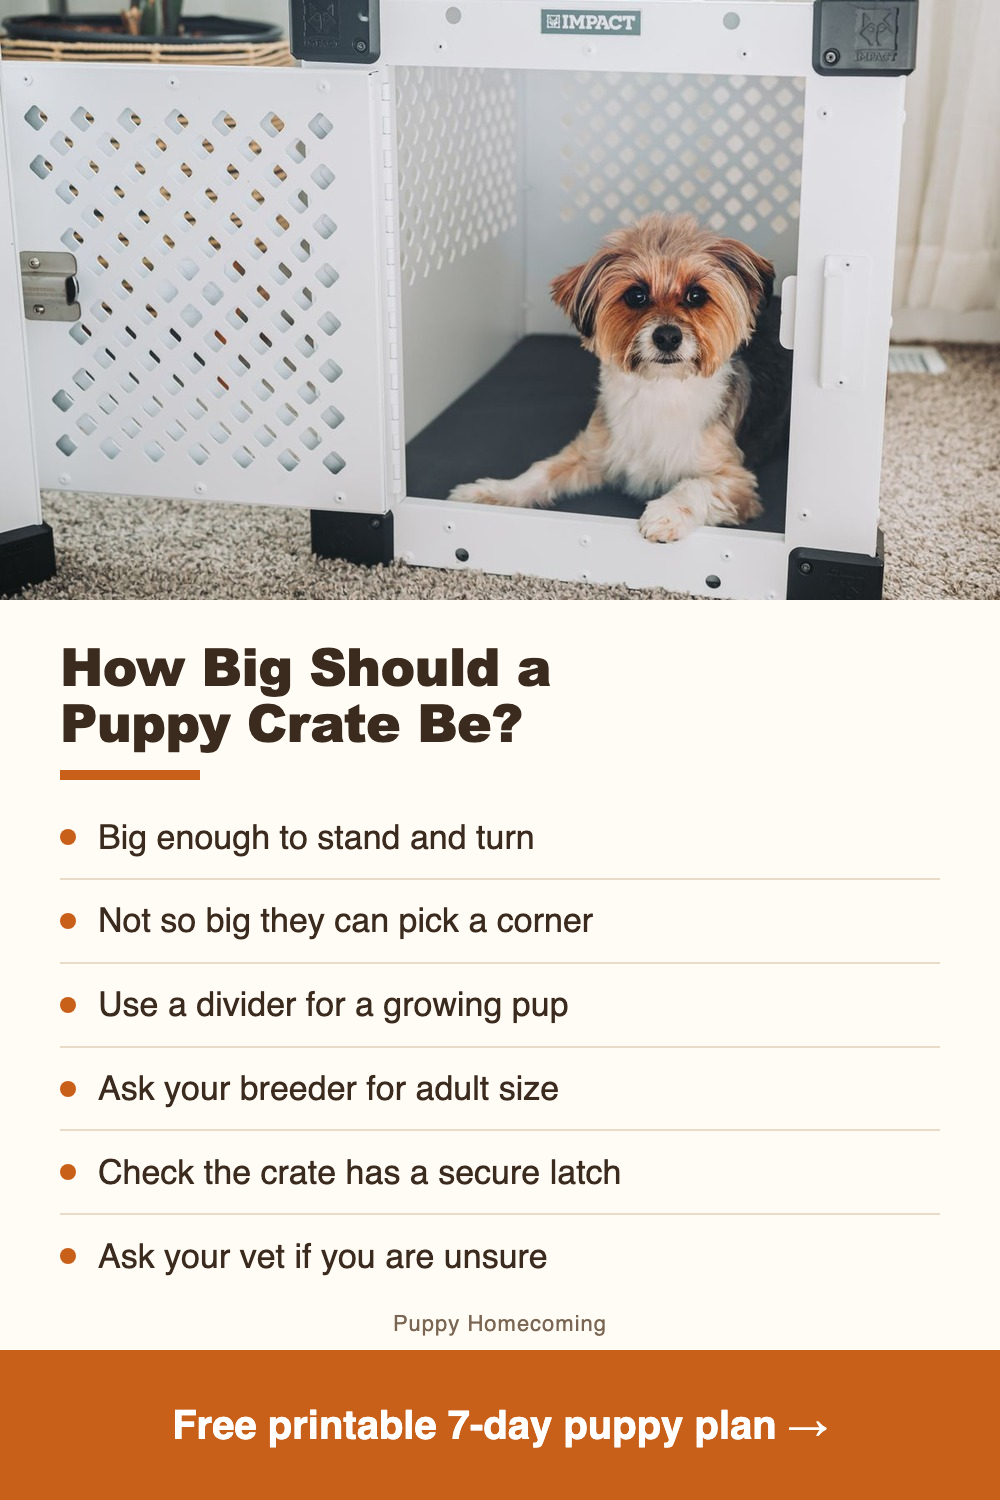 IMPACT
IMPACT
How Big Should a
Puppy Crate Be?
Big enough to stand and turn
Not so big they can pick a corner
Use a divider for a growing pup
Ask your breeder for adult size
Check the crate has a secure latch
Ask your vet if you are unsure
Puppy Homecoming
Free printable 7-day puppy plan →